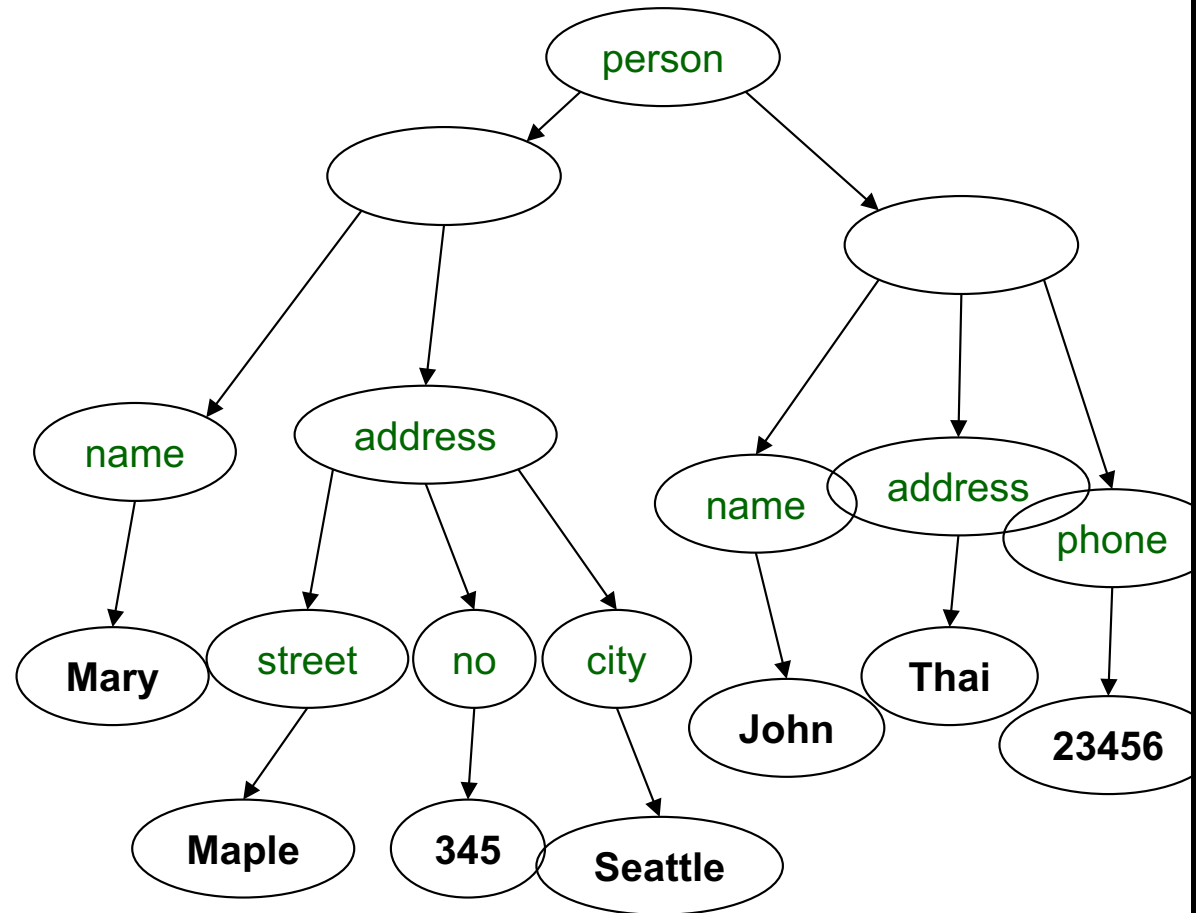 person
name
address
name
address
phone
Mary
street
no
city
John
Thai
23456
Maple
345
Seattle